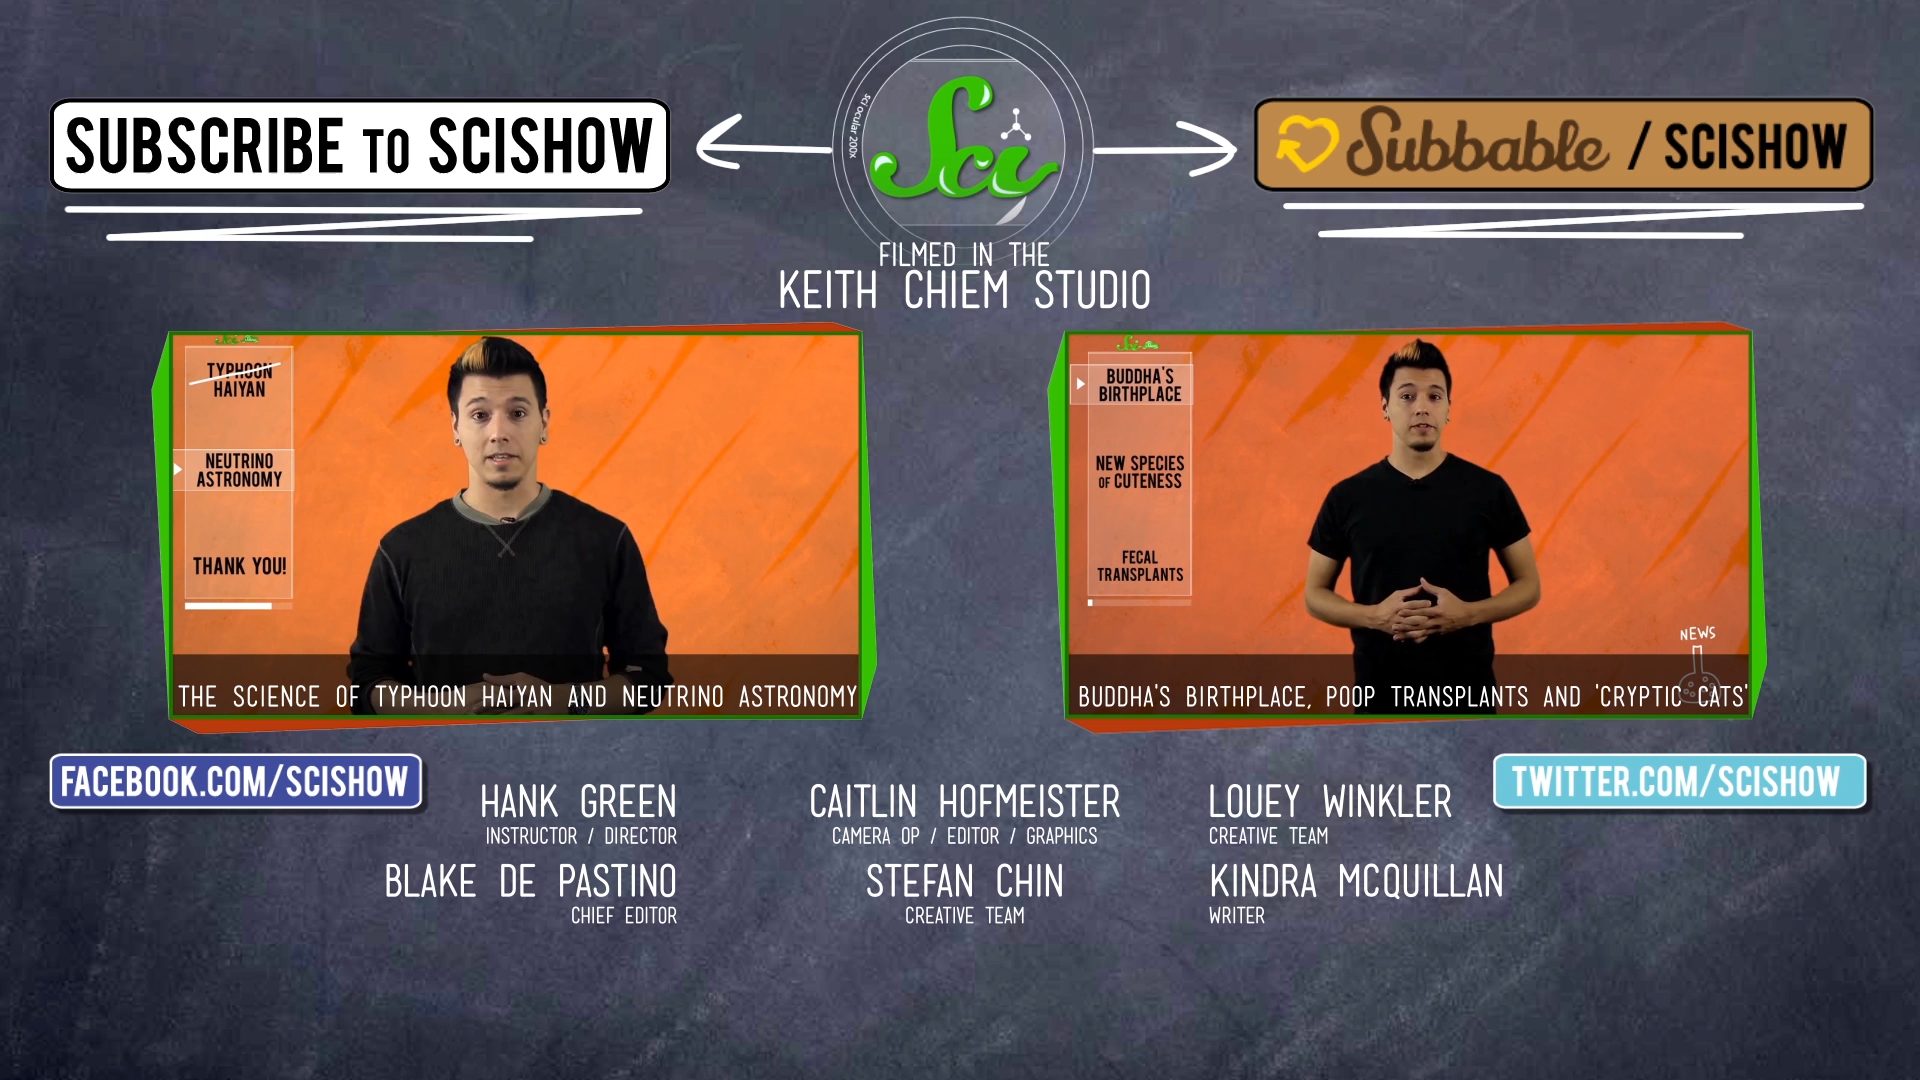 Sci
sci ocular 200x
SUBSCRIBE TO SCISHOW
Subbable / SCISHOW
FILMED IN THE
KEITH CHIEM STUDIO
TYPHOON
HAIYAN
NEUTRINO
ASTRONOMY
THANK YOU!
THE SCIENCE OF TYPHOON HAIYAN AND NEUTRINO ASTRONOMY
BUDDHA'S
BIRTHPLACE
NEW SPECIES
OF CUTENESS
FECAL
TRANSPLANTS
NEWS
BUDDHA'S BIRTHPLACE, POOP TRANSPLANTS AND 'CRYPTIC CATS'
FACEBOOK.COM/SCISHOW
TWITTER.COM/SCISHOW
HANK GREEN
INSTRUCTOR / DIRECTOR
CAITLIN HOFMEISTER
CAMERA OP / EDITOR / GRAPHICS
LOUEY WINKLER
CREATIVE TEAM
BLAKE DE PASTINO
CHIEF EDITOR
STEFAN CHIN
CREATIVE TEAM
KINDRA MCQUILLAN
WRITER